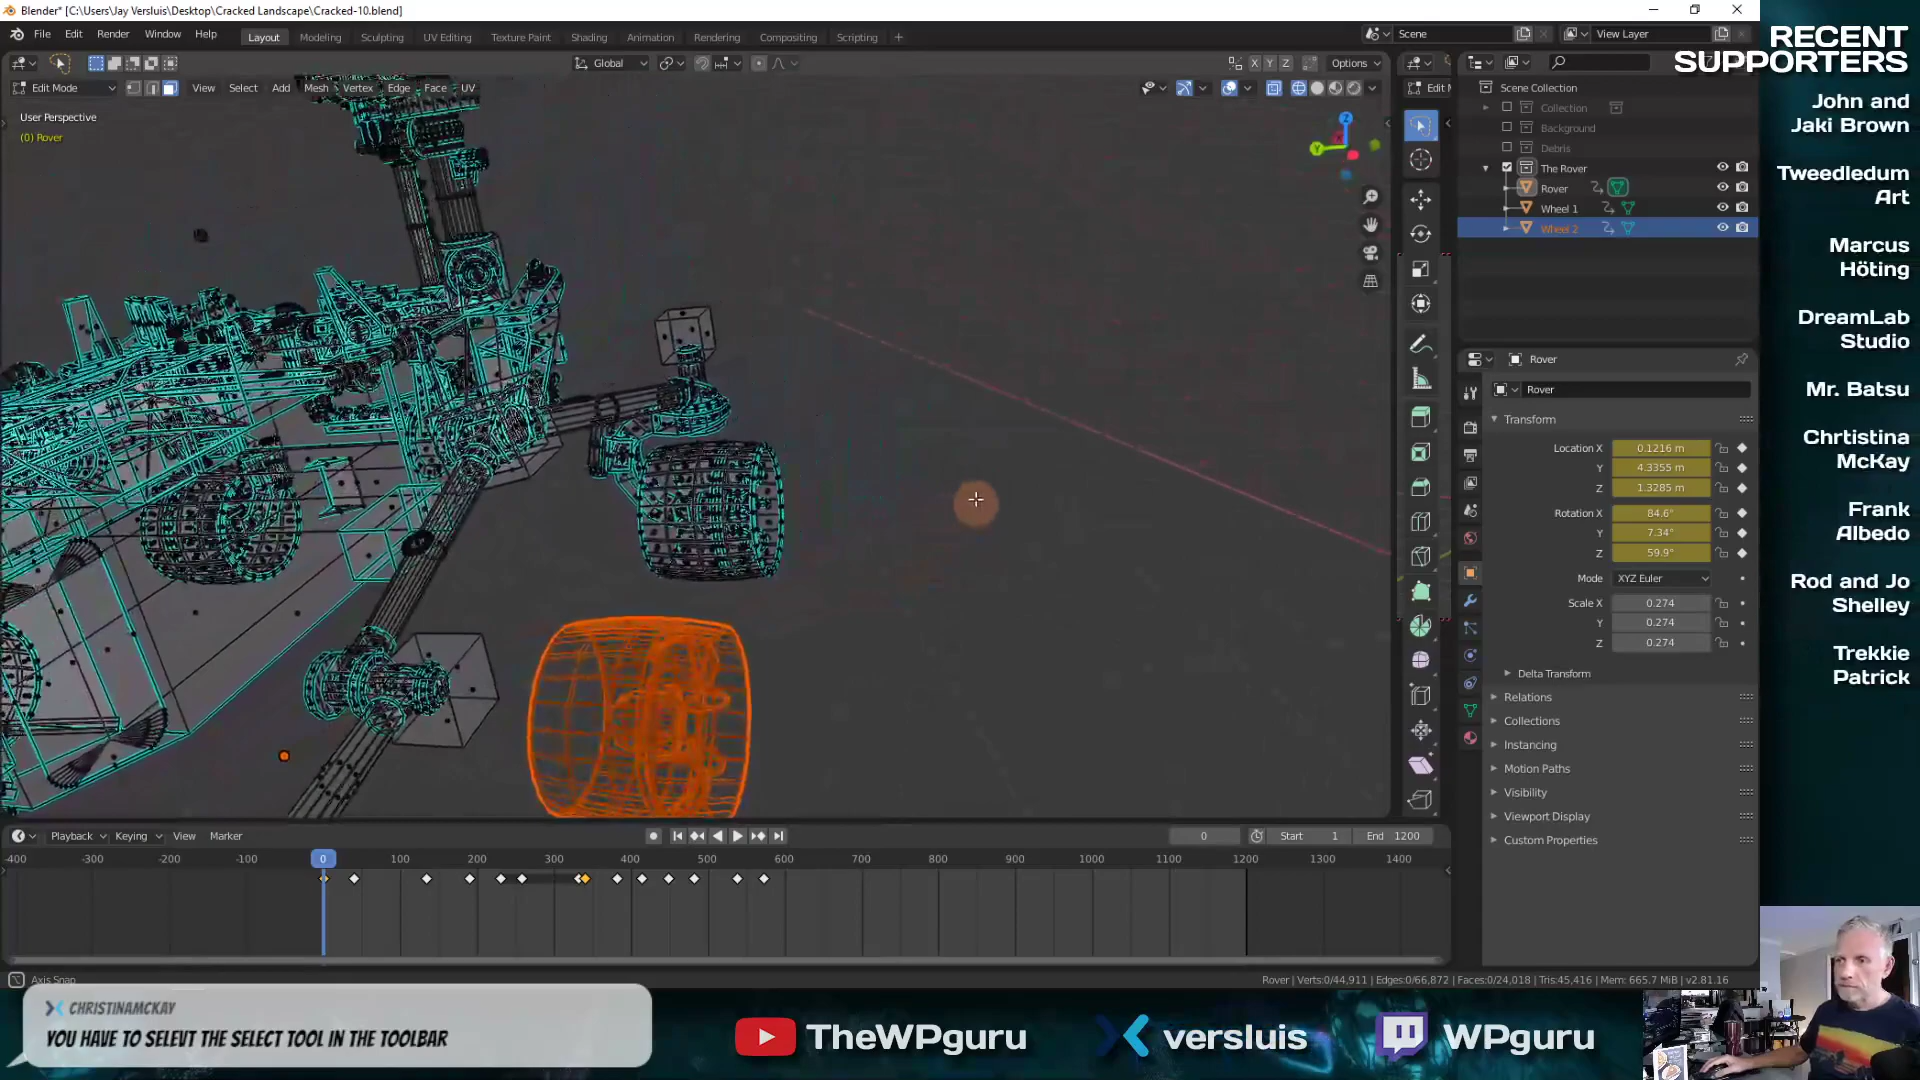 Blender* [C:\Users\Jay Versluis\Desktop\Cracked Landscape\Cracked-10.blend]
File Edit Render Window Help
Layout Modeling Sculpting UV Editing Texture Paint Shading Animation Rendering Compositing Scripting +
Scene
View Layer
Global
X Y Z
Options
Edit Mode
View Select Add Mesh Vertex Edge Face UV
Edit M
User Perspective
(0) Rover
Z
Y
Scene Collection
Collection
Background
Debris
The Rover
Rover
Wheel 1
Wheel 2
Rover
Rover
Transform
Location X 0.1216 m
Y 4.3355 m
Z 1.3285 m
Rotation X 84.6°
Y 7.34°
Z 59.9°
Mode XYZ Euler
Scale X 0.274
Y 0.274
Z 0.274
Delta Transform
Relations
Collections
Instancing
Motion Paths
Visibility
Viewport Display
Custom Properties
Playback Keying View Marker
0
Start 1
End 1200
-400 -300 -200 -100 0 100 200 300 400 500 600 700 800 900 1000 1100 1200 1300 1400
Axis Snap
Rover | Verts:0/44,911 | Edges:0/66,872 | Faces:0/24,018 | Tris:45,416 | Mem: 665.7 MiB | v2.81.16
RECENT
SUPPORTERS
John and
Jaki Brown
Tweedledum
Art
Marcus
Höting
DreamLab
Studio
Mr. Batsu
Chrtistina
McKay
Frank
Albedo
Rod and Jo
Shelley
Trekkie
Patrick
CHRISTINAMCKAY
YOU HAVE TO SELEVT THE SELECT TOOL IN THE TOOLBAR
TheWPguru
versluis
WPguru